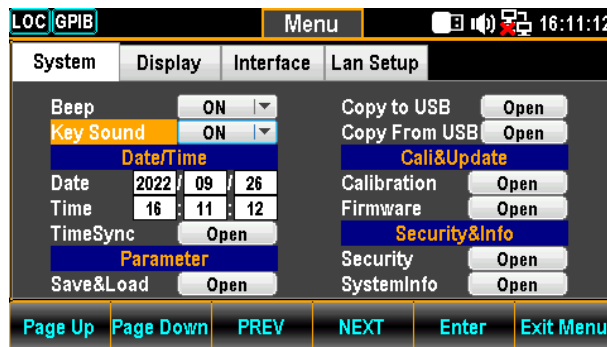 LOC GPIB Menu 16:11:12
System Display Interface Lan Setup
Beep ON
Key Sound ON
Date/Time
Date 2022 / 09 / 26
Time 16 : 11 : 12
TimeSync Open
Parameter
Save&Load Open
Copy to USB Open
Copy From USB Open
Cali&Update
Calibration Open
Firmware Open
Security&Info
Security Open
SystemInfo Open
Page Up Page Down PREV NEXT Enter Exit Menu